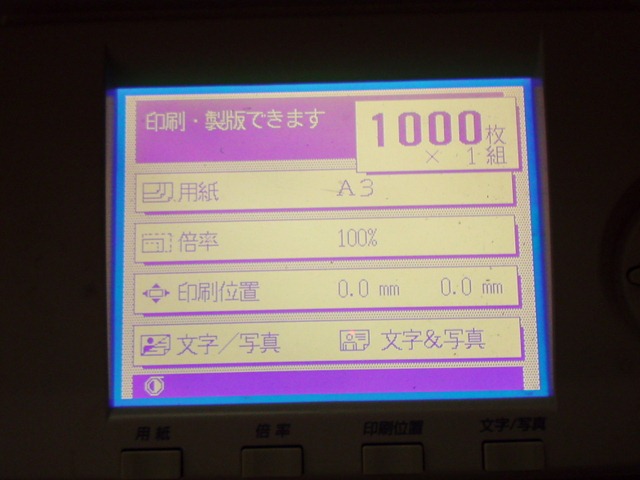 印刷・製版できます
1000枚
× 1組
用紙 A3
倍率 100%
印刷位置 0.0 mm 0.0 mm
文字/写真 文字&写真
用紙 倍率 印刷位置 文字/写真